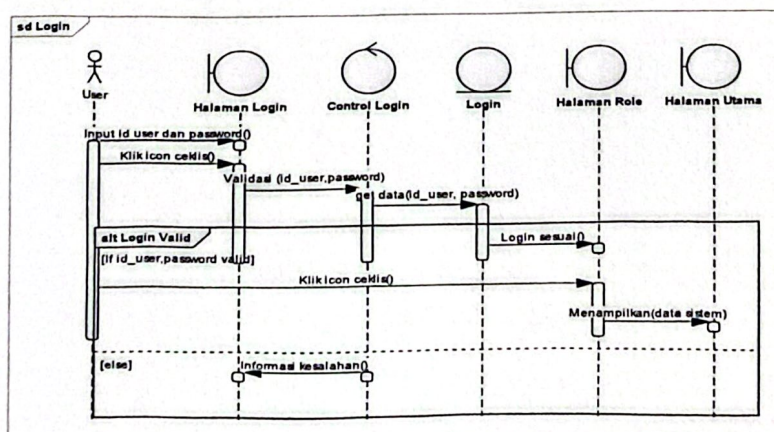 sd Login
User
Halaman Login
Control Login
Login
Halaman Role
Halaman Utama
Input id user dan password()
Klik Icon ceklis()
Validasi (id_user,password)
get data(id_user, password)
alt Login Valid
Login sesuai()
[If id_user,password valid]
Klik Icon ceklis()
Menampilkan(data sistem)
[else]
Informasi kesalahan()